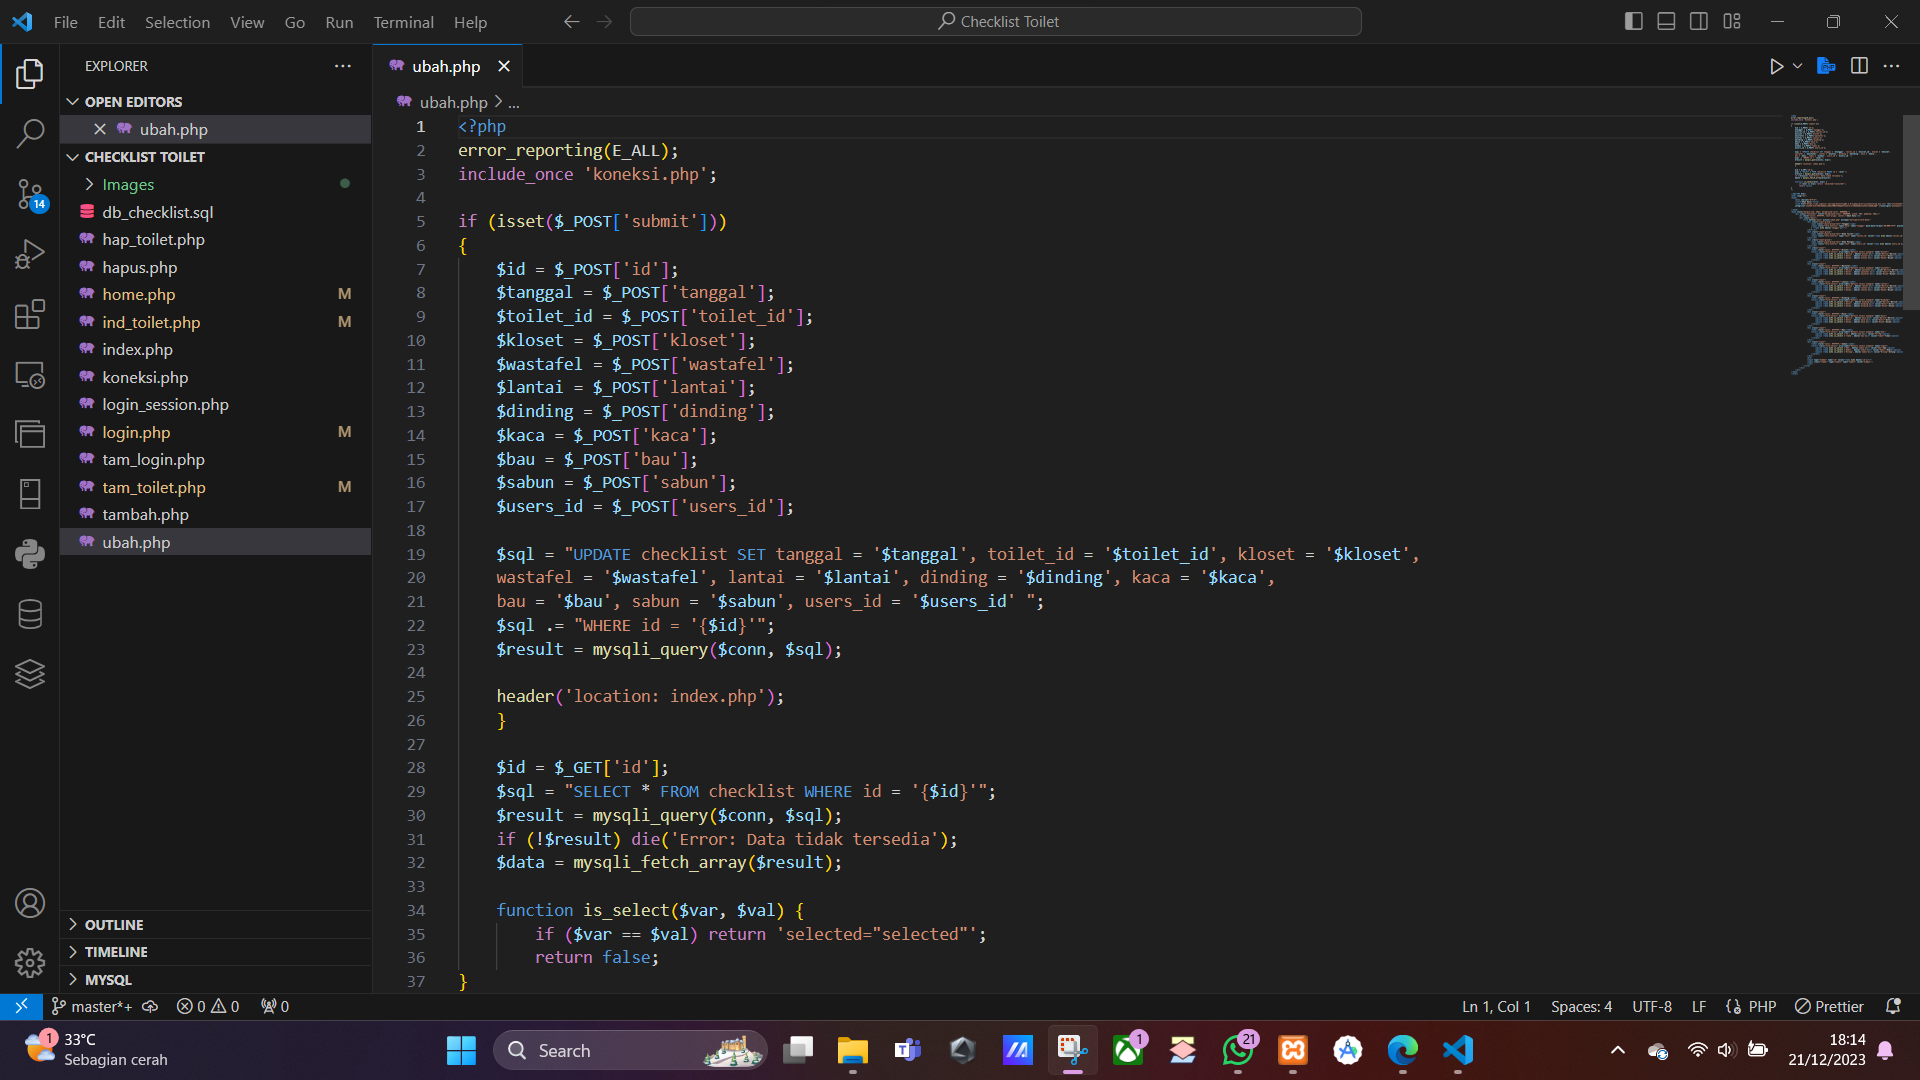 File Edit Selection View Go Run Terminal Help
Checklist Toilet
EXPLORER
OPEN EDITORS
ubah.php
CHECKLIST TOILET
Images
db_checklist.sql
hap_toilet.php
hapus.php
home.php M
ind_toilet.php M
index.php
koneksi.php
login_session.php
login.php M
tam_login.php
tam_toilet.php M
tambah.php
ubah.php
OUTLINE
TIMELINE
MYSQL
14
ubah.php
ubah.php > ...
1 <?php
2 error_reporting(E_ALL);
3 include_once 'koneksi.php';
4
5 if (isset($_POST['submit']))
6 {
7 $id = $_POST['id'];
8 $tanggal = $_POST['tanggal'];
9 $toilet_id = $_POST['toilet_id'];
10 $kloset = $_POST['kloset'];
11 $wastafel = $_POST['wastafel'];
12 $lantai = $_POST['lantai'];
13 $dinding = $_POST['dinding'];
14 $kaca = $_POST['kaca'];
15 $bau = $_POST['bau'];
16 $sabun = $_POST['sabun'];
17 $users_id = $_POST['users_id'];
18
19 $sql = "UPDATE checklist SET tanggal = '$tanggal', toilet_id = '$toilet_id', kloset = '$kloset',
20 wastafel = '$wastafel', lantai = '$lantai', dinding = '$dinding', kaca = '$kaca',
21 bau = '$bau', sabun = '$sabun', users_id = '$users_id' ";
22 $sql .= "WHERE id = '{$id}'";
23 $result = mysqli_query($conn, $sql);
24
25 header('location: index.php');
26 }
27
28 $id = $_GET['id'];
29 $sql = "SELECT * FROM checklist WHERE id = '{$id}'";
30 $result = mysqli_query($conn, $sql);
31 if (!$result) die('Error: Data tidak tersedia');
32 $data = mysqli_fetch_array($result);
33
34 function is_select($var, $val) {
35 if ($var == $val) return 'selected="selected"';
36 return false;
37 }
master*+ 0 0 0
Ln 1, Col 1 Spaces: 4 UTF-8 LF PHP Prettier
1
33°C
Sebagian cerah
Search
1
21
18:14
21/12/2023